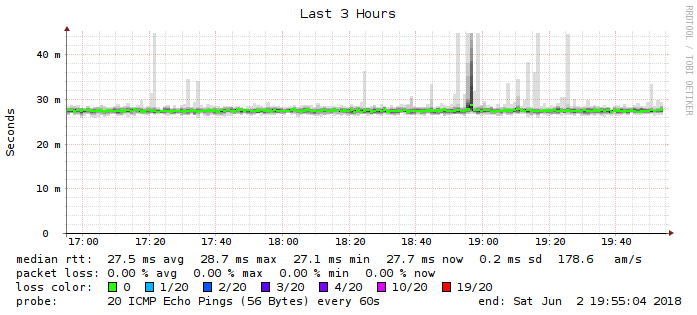 Last 3 Hours
RRDTOOL / TOBI OETIKER
Seconds
40 m
30 m
20 m
10 m
0
17:00 17:20 17:40 18:00 18:20 18:40 19:00 19:20 19:40
median rtt: 27.5 ms avg 28.7 ms max 27.1 ms min 27.7 ms now 0.2 ms sd 178.6 am/s
packet loss: 0.00 % avg 0.00 % max 0.00 % min 0.00 % now
loss color: 0 1/20 2/20 3/20 4/20 10/20 19/20
probe: 20 ICMP Echo Pings (56 Bytes) every 60s end: Sat Jun 2 19:55:04 2018